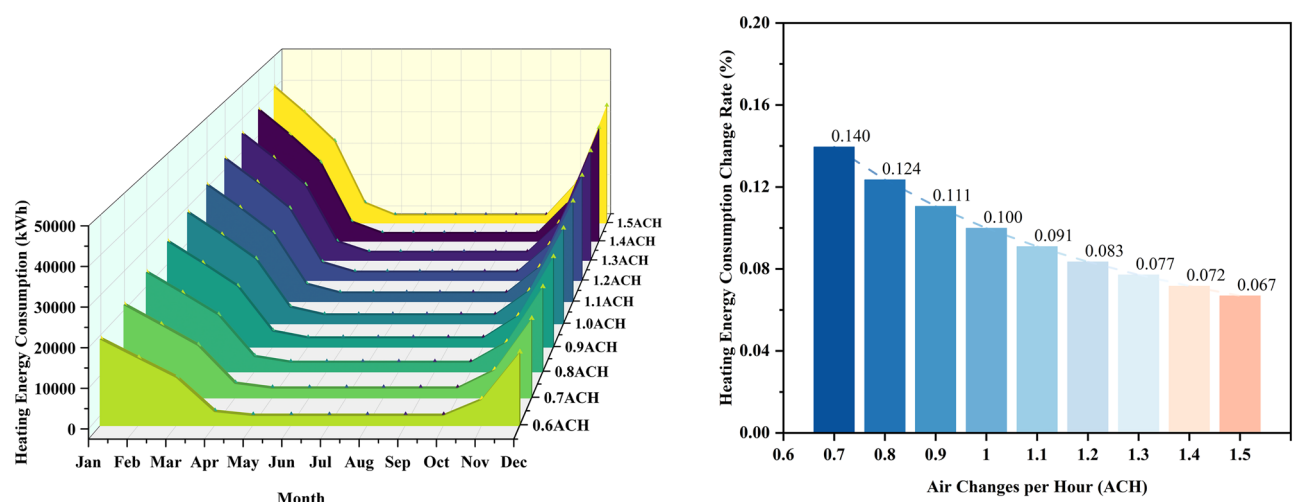 Heating Energy Consumption (kWh)
50000
40000
30000
20000
10000
0
Jan Feb Mar Apr May Jun Jul Aug Sep Oct Nov Dec
Month
1.5ACH
1.4ACH
1.3ACH
1.2ACH
1.1ACH
1.0ACH
0.9ACH
0.8ACH
0.7ACH
0.6ACH
Heating Energy Consumption Change Rate (%)
0.20
0.16
0.12
0.08
0.04
0.00
0.140
0.124
0.111
0.100
0.091
0.083
0.077
0.072
0.067
0.6 0.7 0.8 0.9 1 1.1 1.2 1.3 1.4 1.5
Air Changes per Hour (ACH)